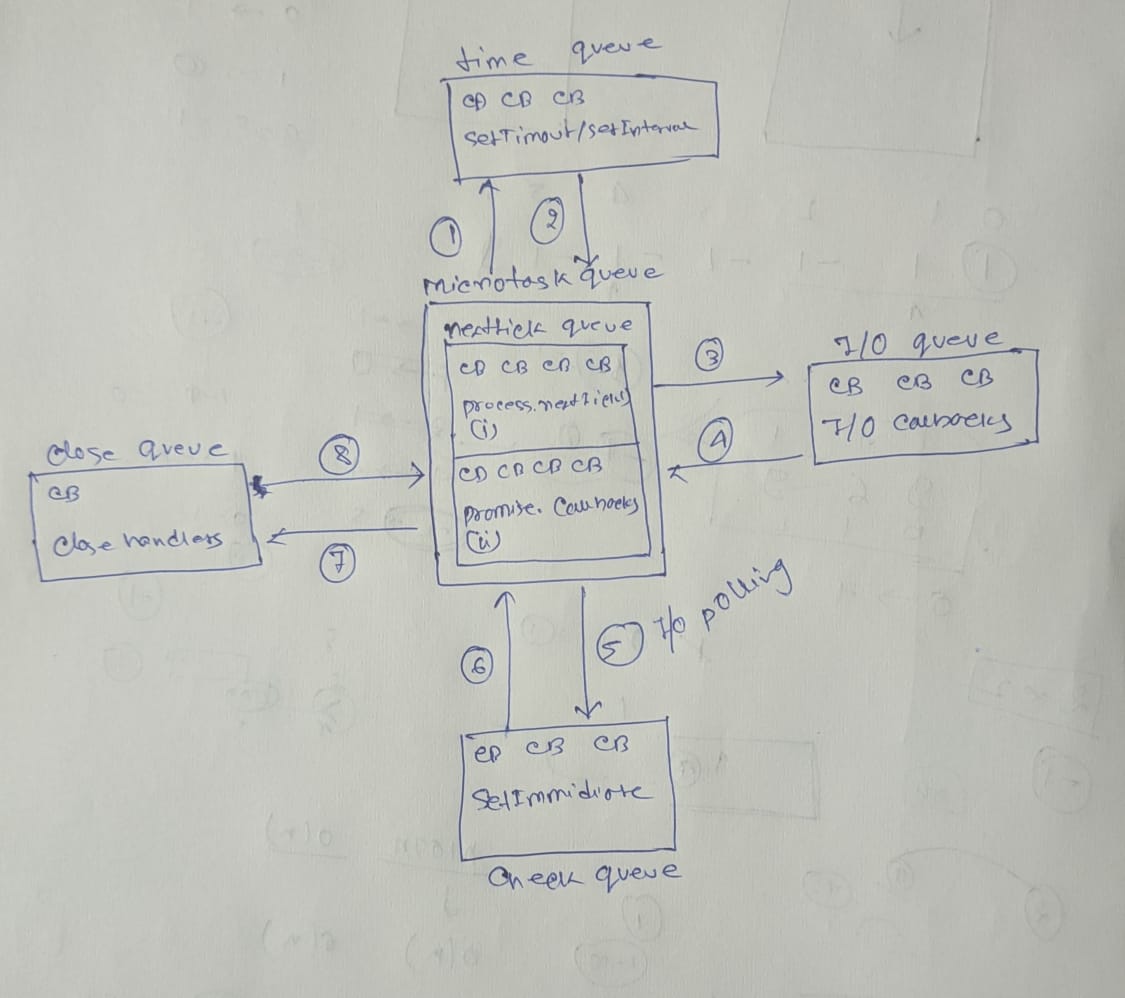 time queue
CB CB CB
setTimout/setInterval
① ②
Microtask queue
nexttick queue
CB CB CB CB
process.nextTick()
(i)
CB CB CB CB
promise. Callbacks
(ii)
③
I/O queue
CB CB CB
I/O callbacks
④
close queue
CB
Close handlers
⑧
⑦
⑤ I/O polling
⑥
CB CB CB
SetImmidiate
Check queue